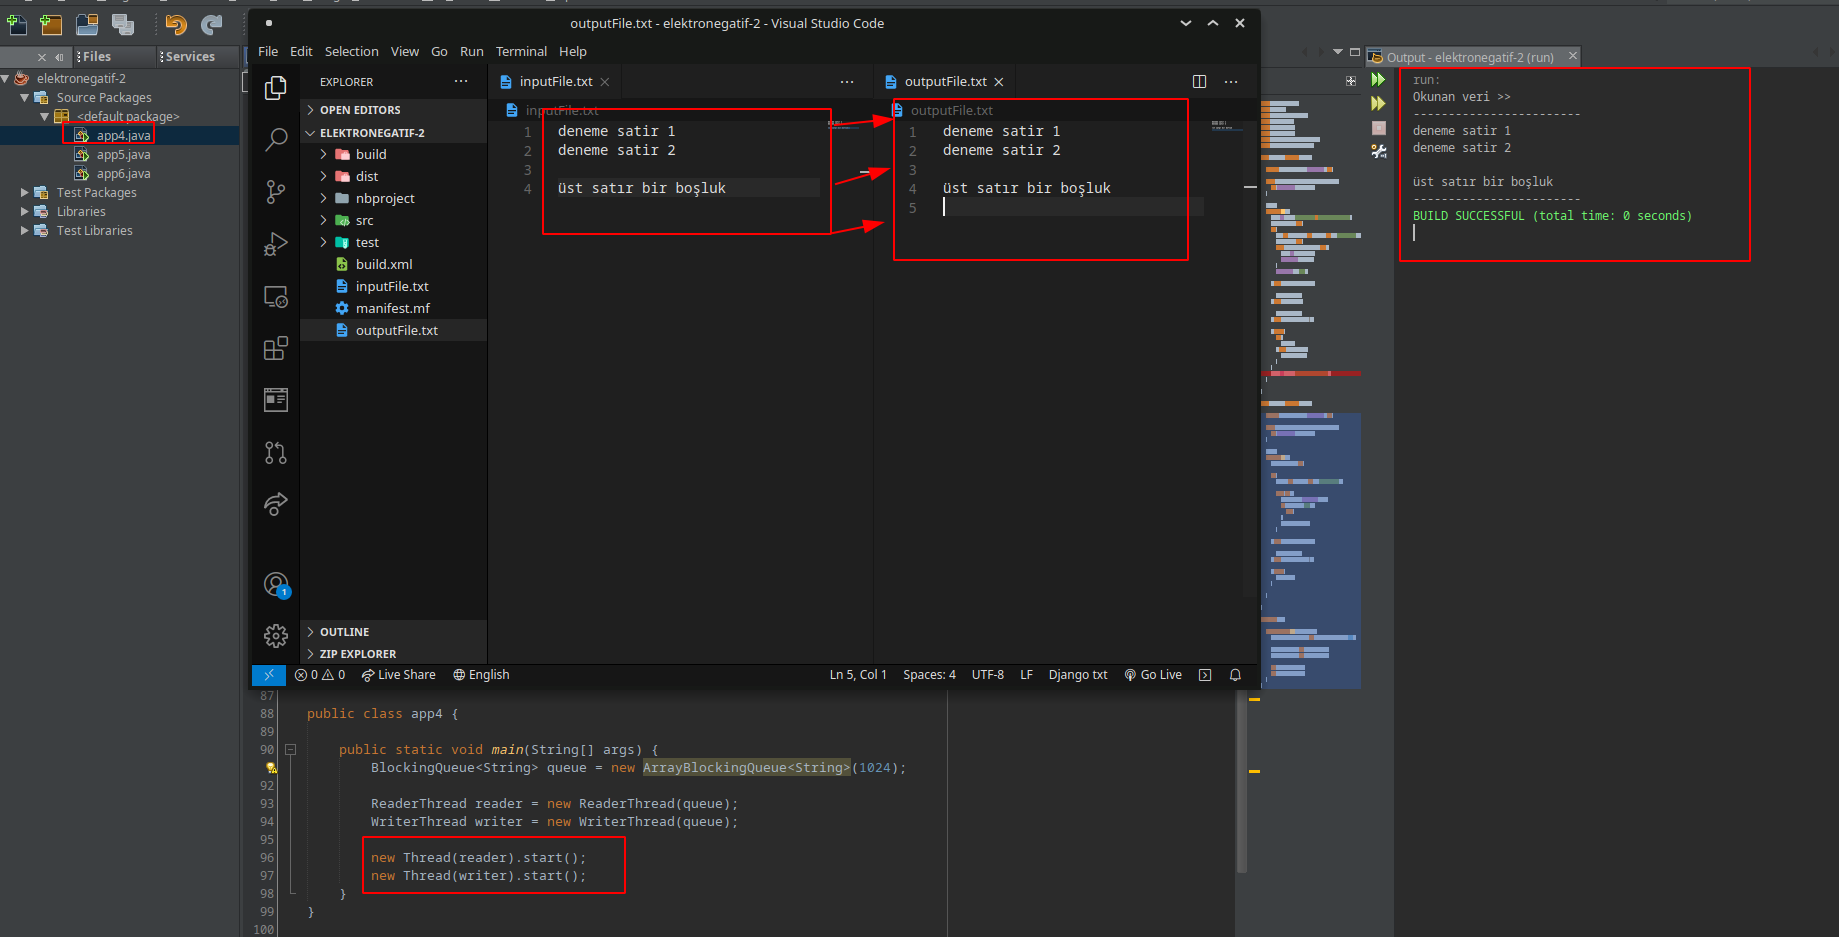 outputFile.txt - elektronegatif-2 - Visual Studio Code
File Edit Selection View Go Run Terminal Help
Files
Services
elektronegatif-2
Source Packages
<default package>
app4.java
app5.java
app6.java
Test Packages
Libraries
Test Libraries
EXPLORER
OPEN EDITORS
ELEKTRONEGATIF-2
build
dist
nbproject
src
test
build.xml
inputFile.txt
manifest.mf
outputFile.txt
OUTLINE
ZIP EXPLORER
1
inputFile.txt
inputFile.txt
1 deneme satir 1
2 deneme satir 2
3
4 üst satır bir boşluk
outputFile.txt
outputFile.txt
1 deneme satir 1
2 deneme satir 2
3
4 üst satır bir boşluk
5
0 0 Live Share English Ln 5, Col 1 Spaces: 4 UTF-8 LF Django txt Go Live
Output - elektronegatif-2 (run)
run:
Okunan veri >>
------------------------
deneme satir 1
deneme satir 2
üst satır bir boşluk
------------------------
BUILD SUCCESSFUL (total time: 0 seconds)
87
88 public class app4 {
89
90 public static void main(String[] args) {
BlockingQueue<String> queue = new ArrayBlockingQueue<String>(1024);
92
93 ReaderThread reader = new ReaderThread(queue);
94 WriterThread writer = new WriterThread(queue);
95
96 new Thread(reader).start();
97 new Thread(writer).start();
98 }
99 }
100